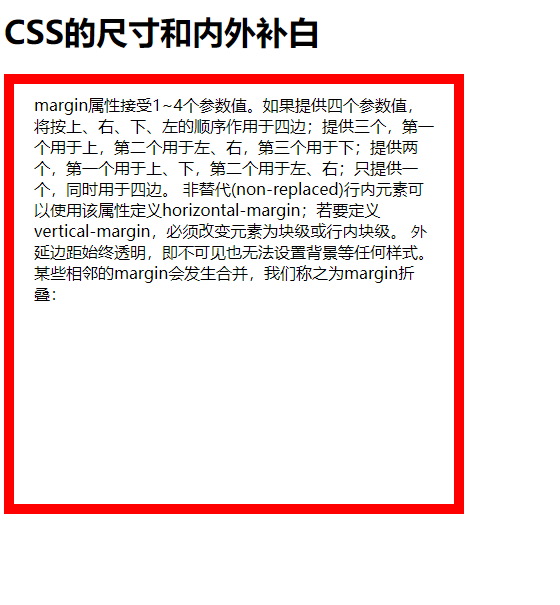 CSS的尺寸和内外补白
margin属性接受1~4个参数值。如果提供四个参数值，
将按上、右、下、左的顺序作用于四边；提供三个，第一
个用于上，第二个用于左、右，第三个用于下；提供两
个，第一个用于上、下，第二个用于左、右；只提供一
个，同时用于四边。 非替代(non-replaced)行内元素可
以使用该属性定义horizontal-margin；若要定义
vertical-margin，必须改变元素为块级或行内块级。 外
延边距始终透明，即不可见也无法设置背景等任何样式。
某些相邻的margin会发生合并，我们称之为margin折
叠：